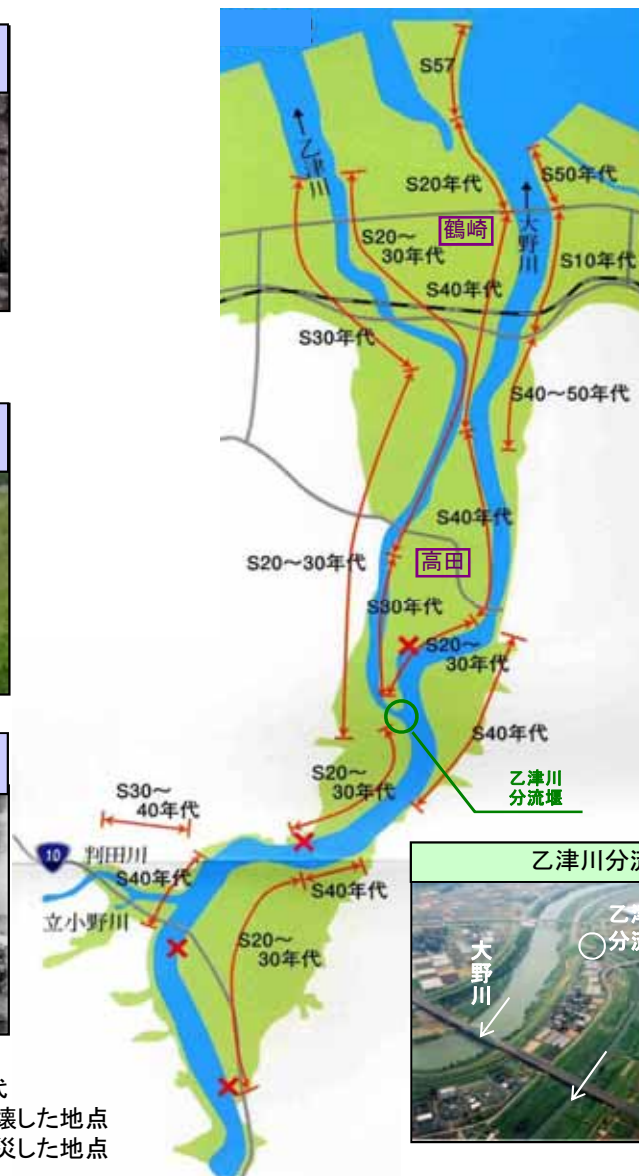 S57
乙津川
S20年代
S50年代
鶴崎
大野川
S20～
30年代
S10年代
S40年代
S30年代
S40～50年代
S40年代
S20～30年代
高田
S30年代
S20～
30年代
S40年代
乙津川
分流堰
S20～
30年代
S30～
40年代
10
判田川
S40年代
S40年代
立小野川
S20～
30年代
乙津川分流
乙津
分流
大野川
壊した地点
災した地点